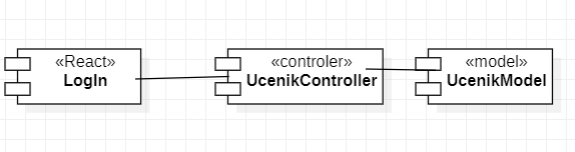 «React»
LogIn
«controler»
UcenikController
«model»
UcenikModel